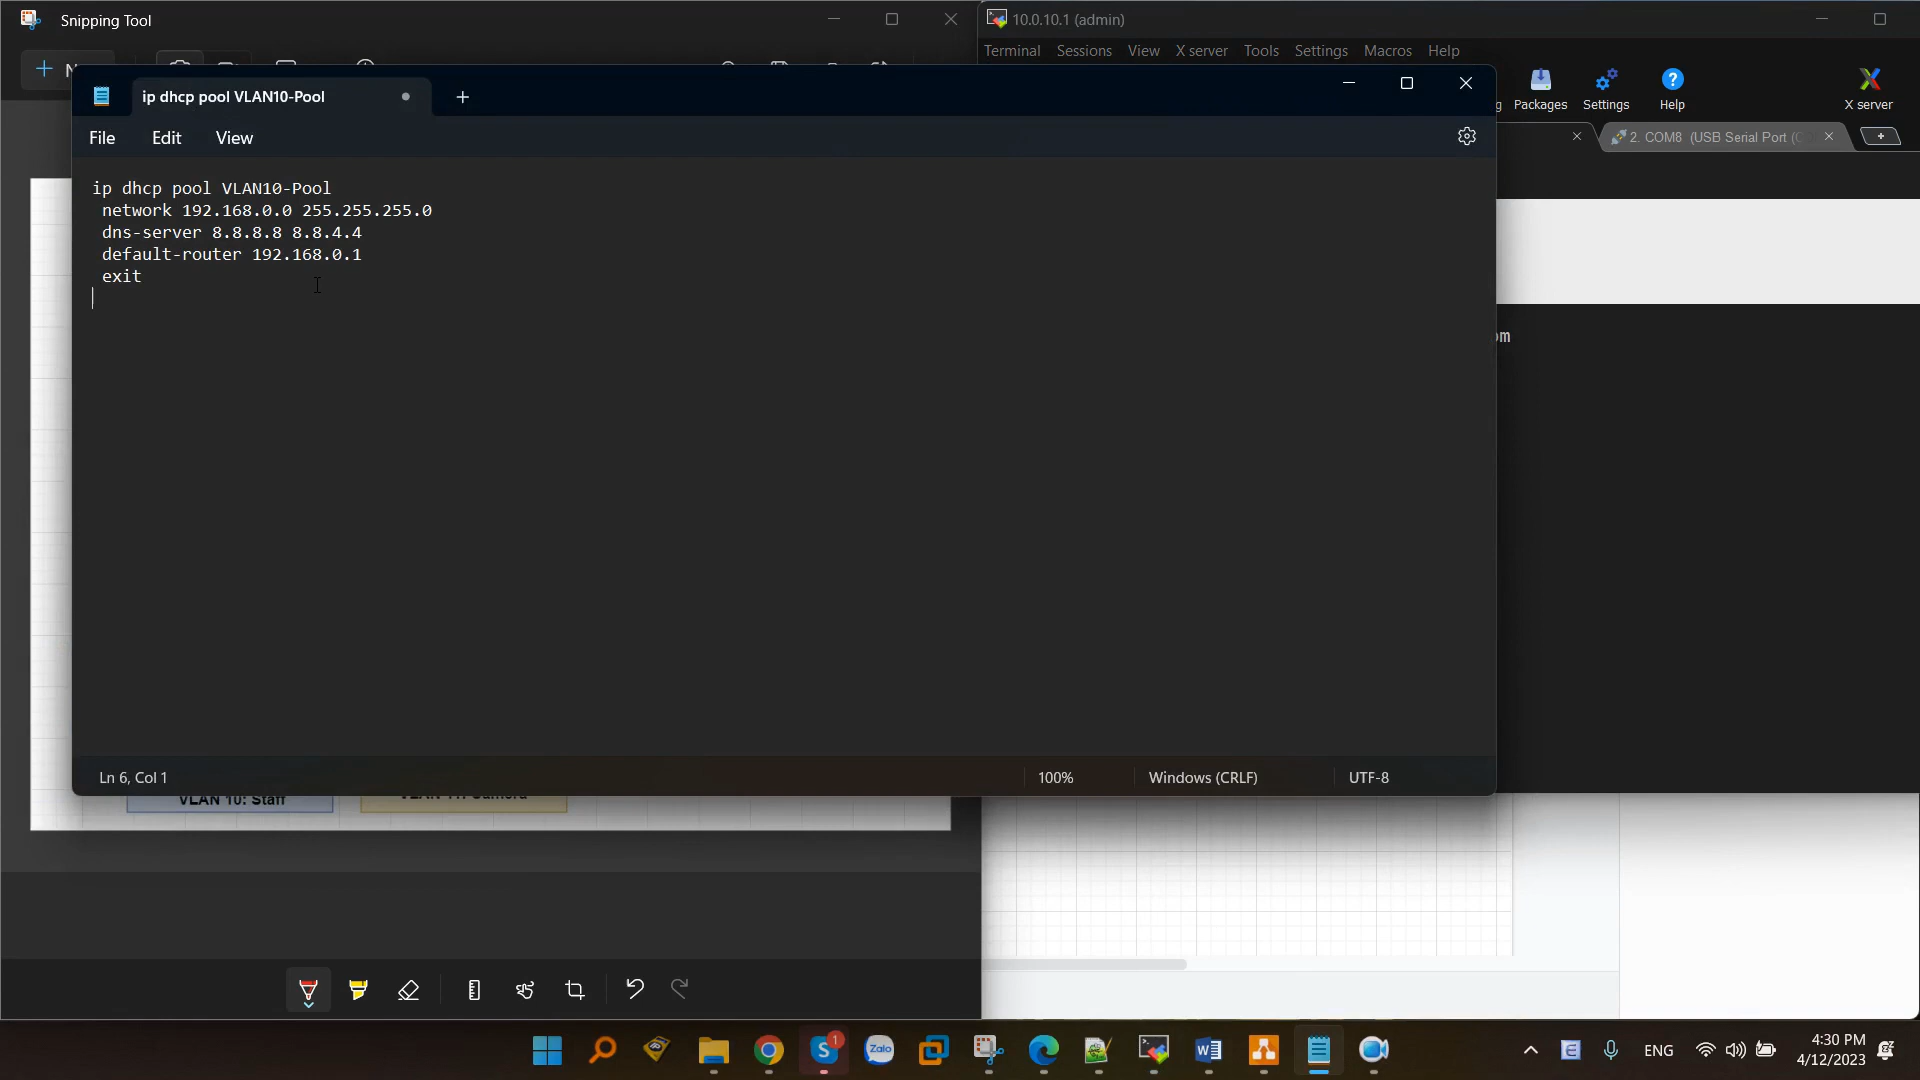 Snipping Tool
10.0.10.1 (admin)
Terminal Sessions View X server Tools Settings Macros Help
Packages Settings Help X server
2. COM8 (USB Serial Port (
ip dhcp pool VLAN10-Pool
File Edit View
ip dhcp pool VLAN10-Pool
network 192.168.0.0 255.255.255.0
dns-server 8.8.8.8 8.8.4.4
default-router 192.168.0.1
exit
Ln 6, Col 1
100%
Windows (CRLF)
UTF-8
VLAN 10: Staff
Zalo
1
ENG
4:30 PM
4/12/2023